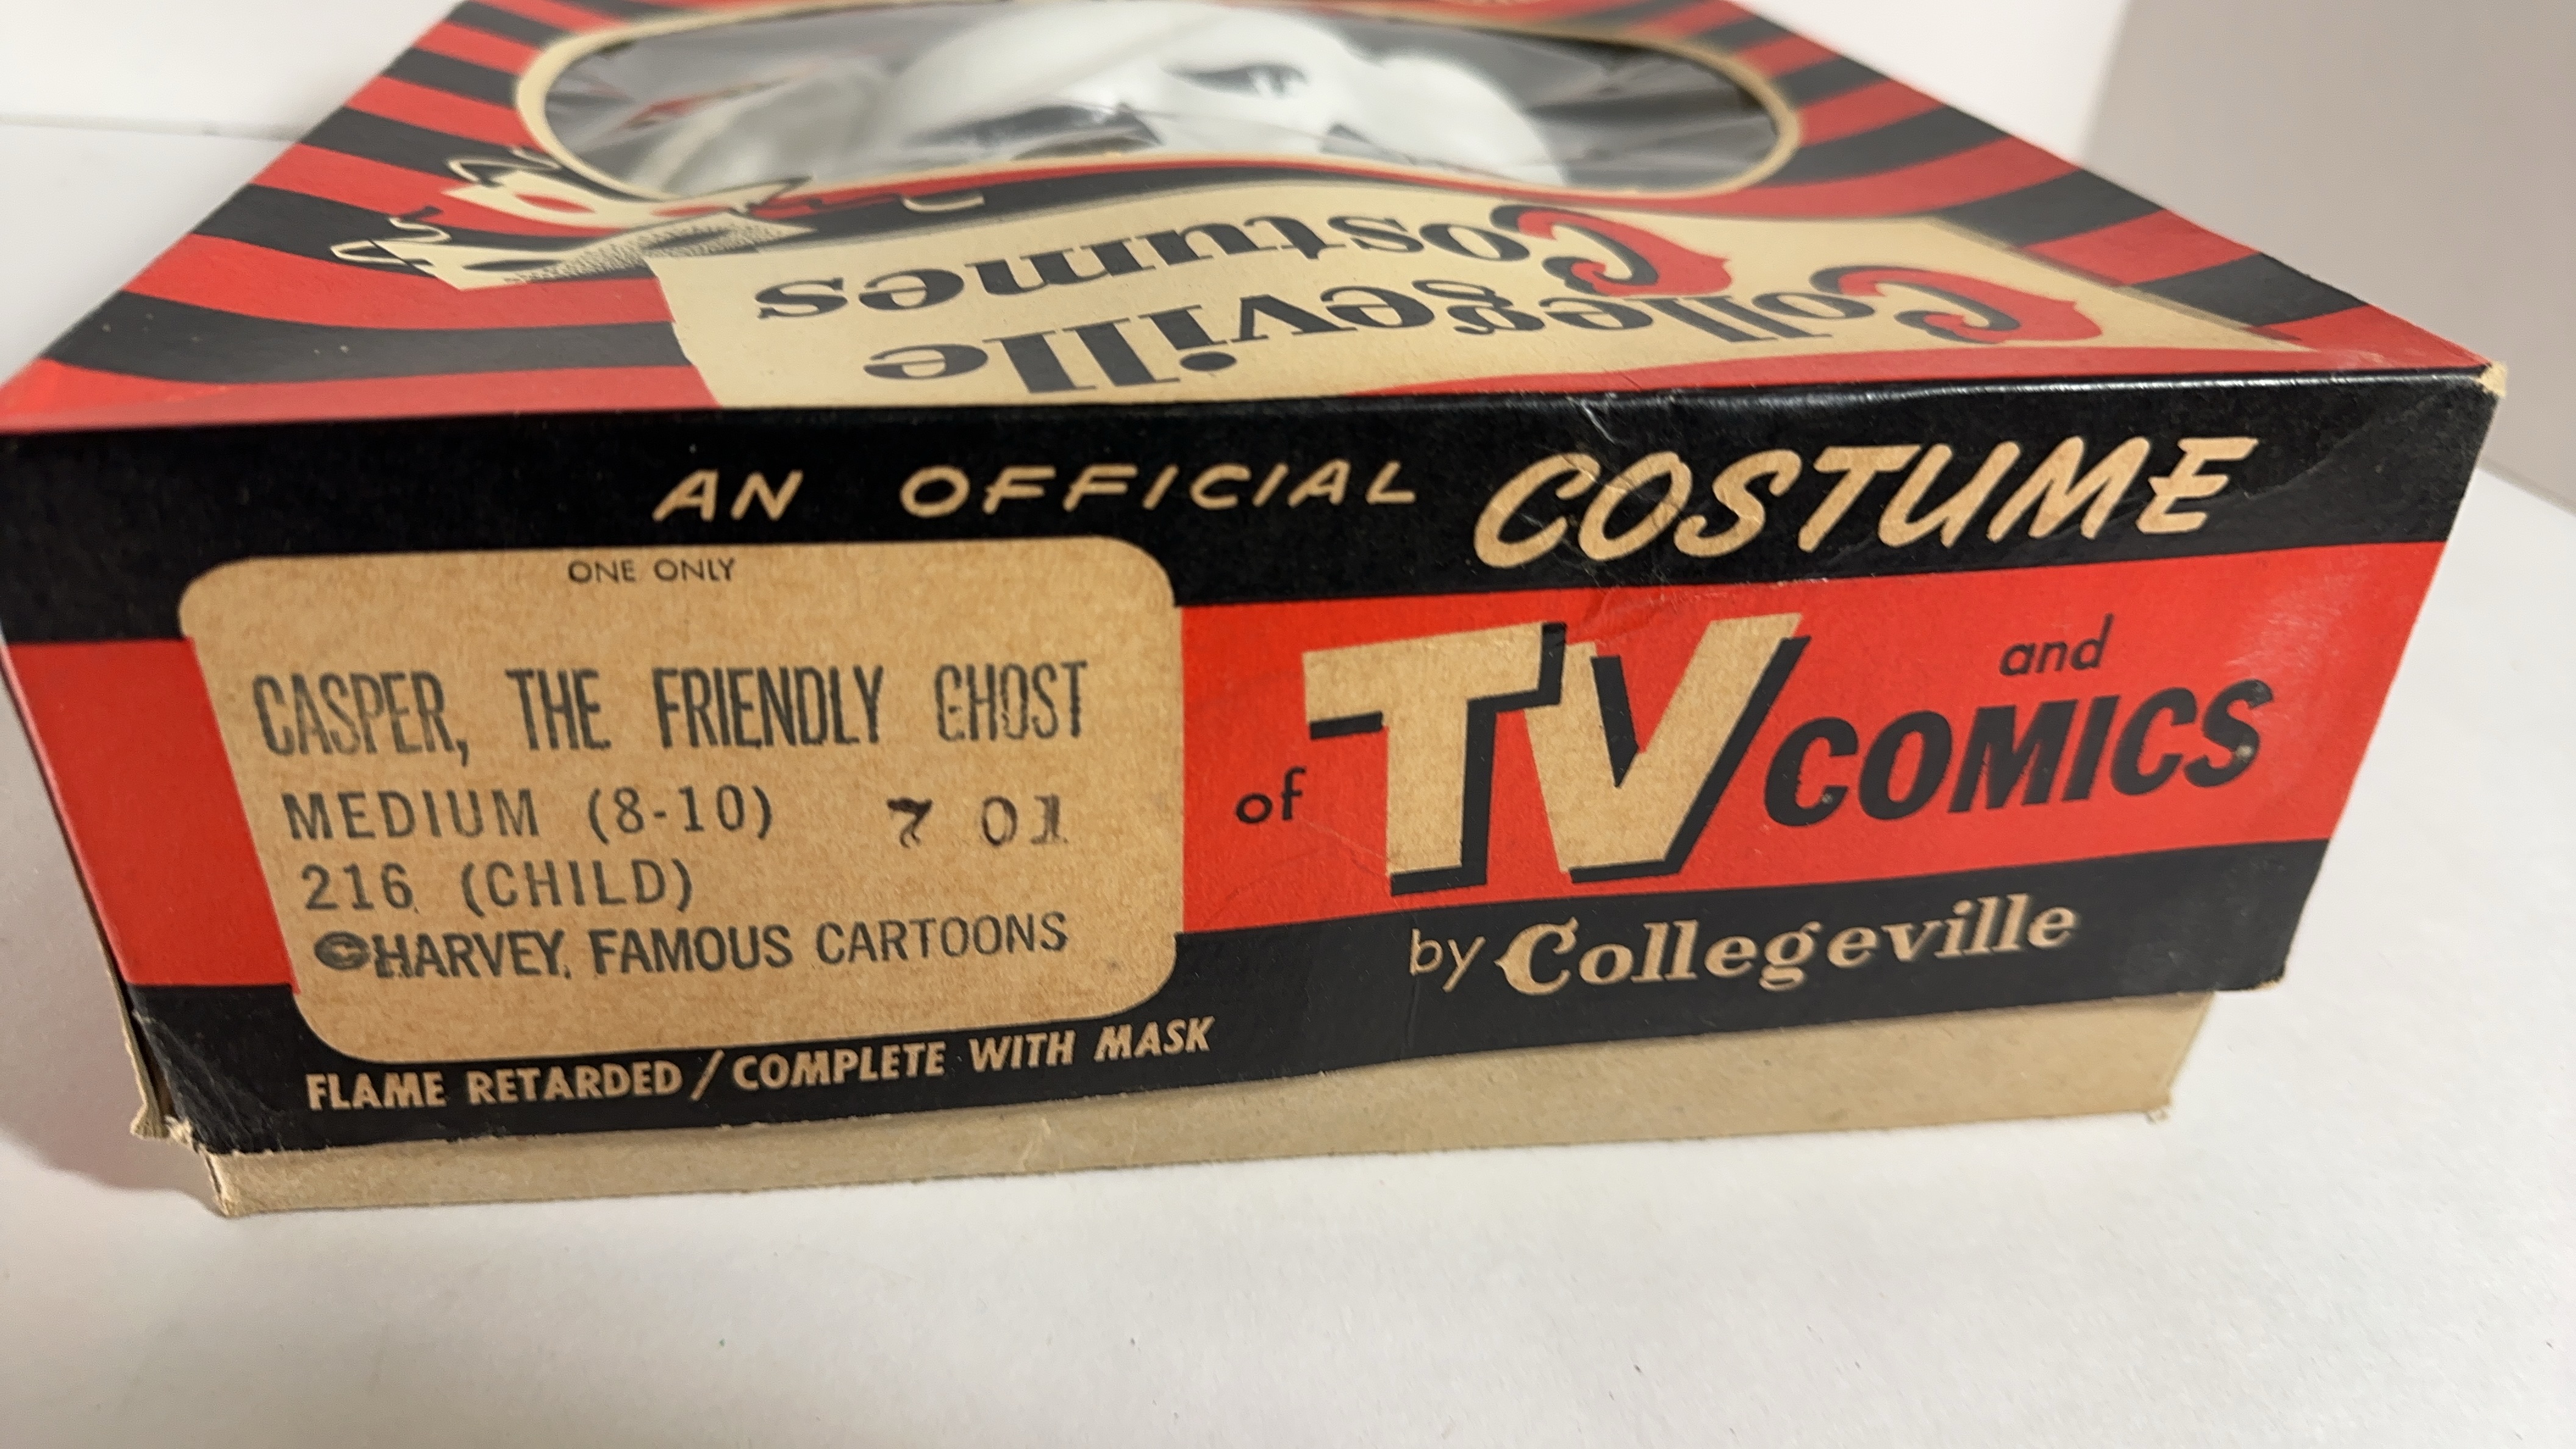 Collegeville
Costumes
AN OFFICIAL COSTUME
of TV and COMICS
by Collegeville
ONE ONLY
CASPER, THE FRIENDLY GHOST
MEDIUM (8-10) 7 01
216 (CHILD)
©HARVEY, FAMOUS CARTOONS
FLAME RETARDED / COMPLETE WITH MASK